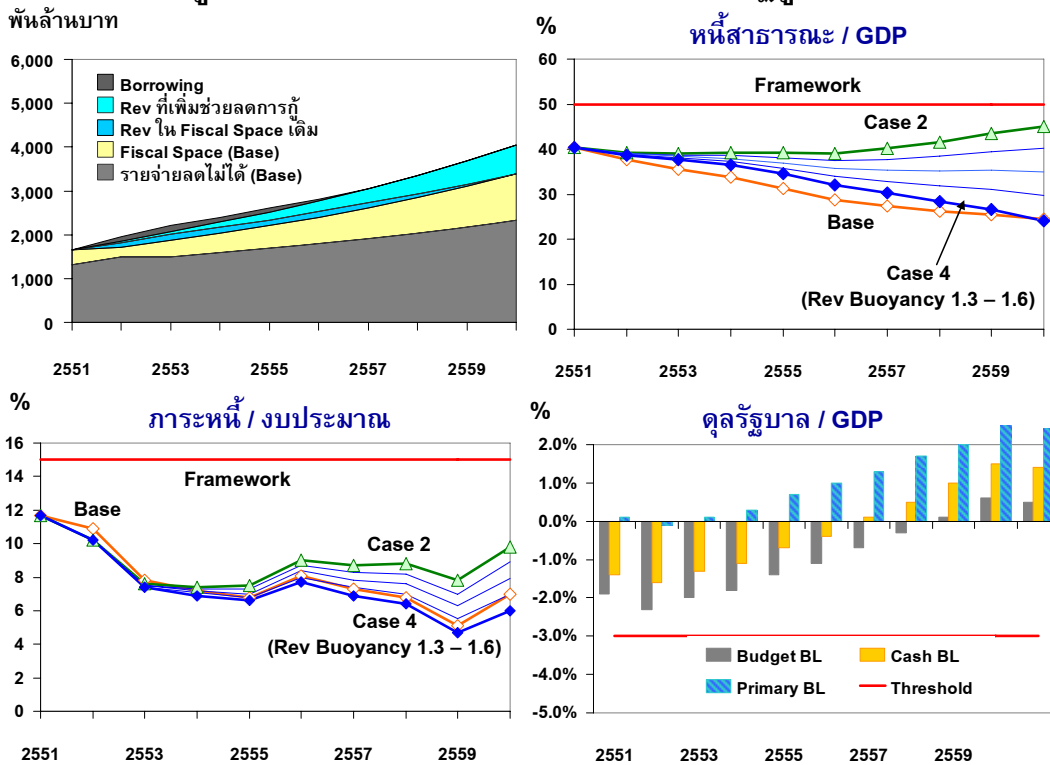 พันล้านบาท
6,000
5,000
4,000
3,000
2,000
1,000
0
Borrowing
Rev ที่เพิ่มช่วยลดการกู้
Rev ใน Fiscal Space เดิม
Fiscal Space (Base)
รายจ่ายลดไม่ได้ (Base)
2551 2553 2555 2557 2559
%
หนี้สาธารณะ / GDP
60
50
40
30
20
10
0
Framework
Case 2
Base
Case 4
(Rev Buoyancy 1.3 – 1.6)
2551 2553 2555 2557 2559
%
ภาระหนี้ / งบประมาณ
16
14
12
10
8
6
4
2
0
Framework
Base
Case 2
Case 4
(Rev Buoyancy 1.3 – 1.6)
2551 2553 2555 2557 2559
%
ดุลรัฐบาล / GDP
2.0%
1.0%
0.0%
-1.0%
-2.0%
-3.0%
-4.0%
-5.0%
Budget BL
Cash BL
Primary BL
Threshold
2551 2553 2555 2557 2559